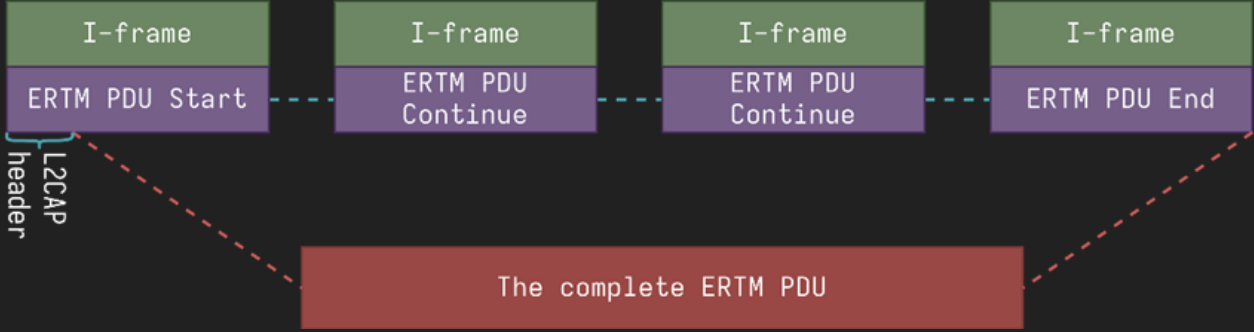 I-frame
I-frame
I-frame
I-frame
ERTM PDU Start
ERTM PDU
Continue
ERTM PDU
Continue
ERTM PDU End
L2CAP
header
The complete ERTM PDU